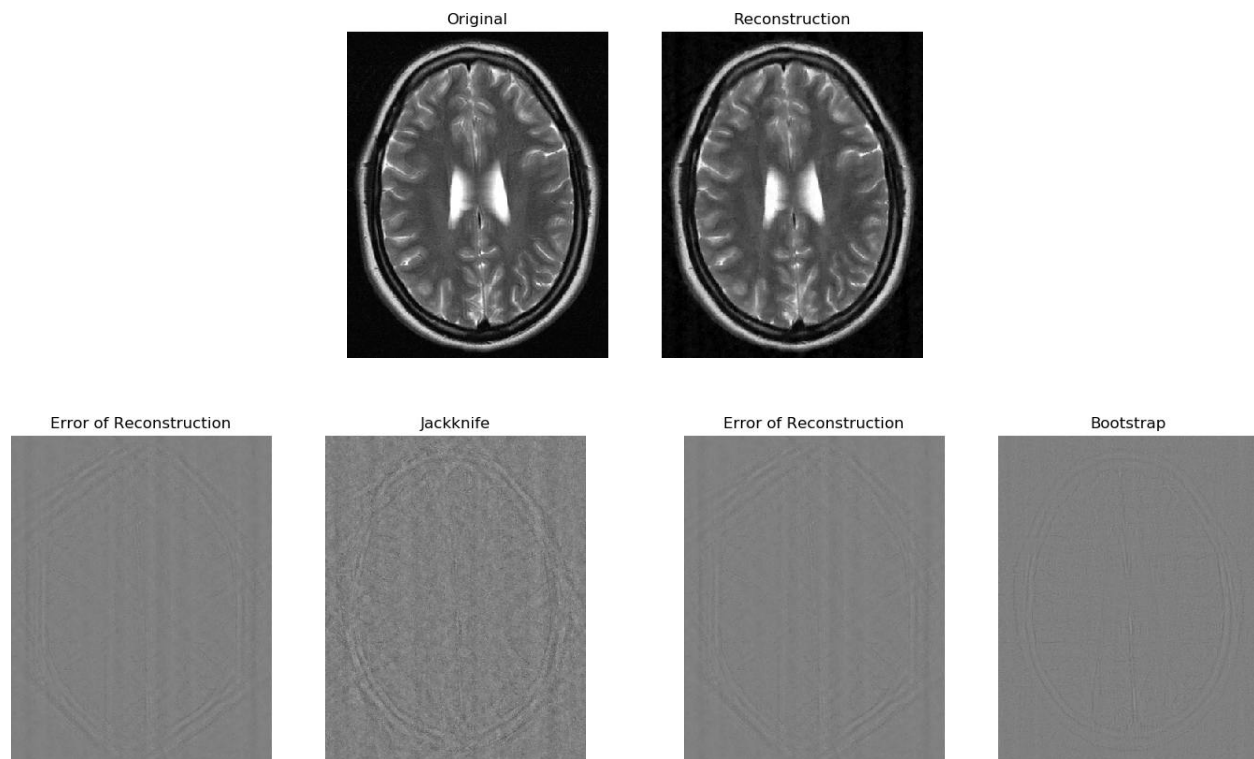 Original
Reconstruction
Error of Reconstruction
Jackknife
Error of Reconstruction
Bootstrap